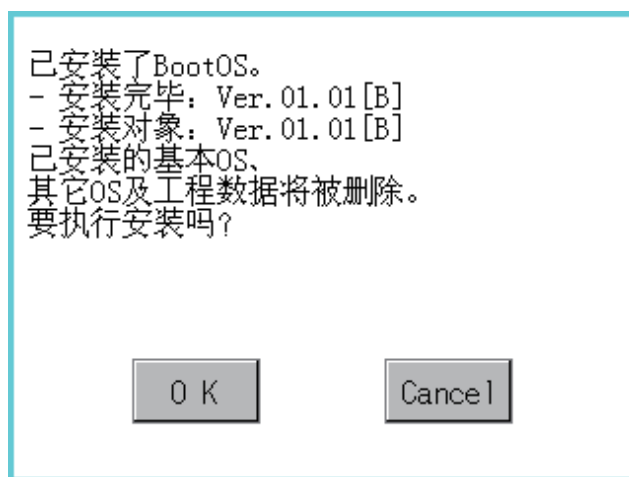 已安装了BootOS。
- 安装完毕：Ver.01.01[B]
- 安装对象：Ver.01.01[B]
已安装的基本OS、
其它OS及工程数据将被删除。
要执行安装吗?
OK
Cancel